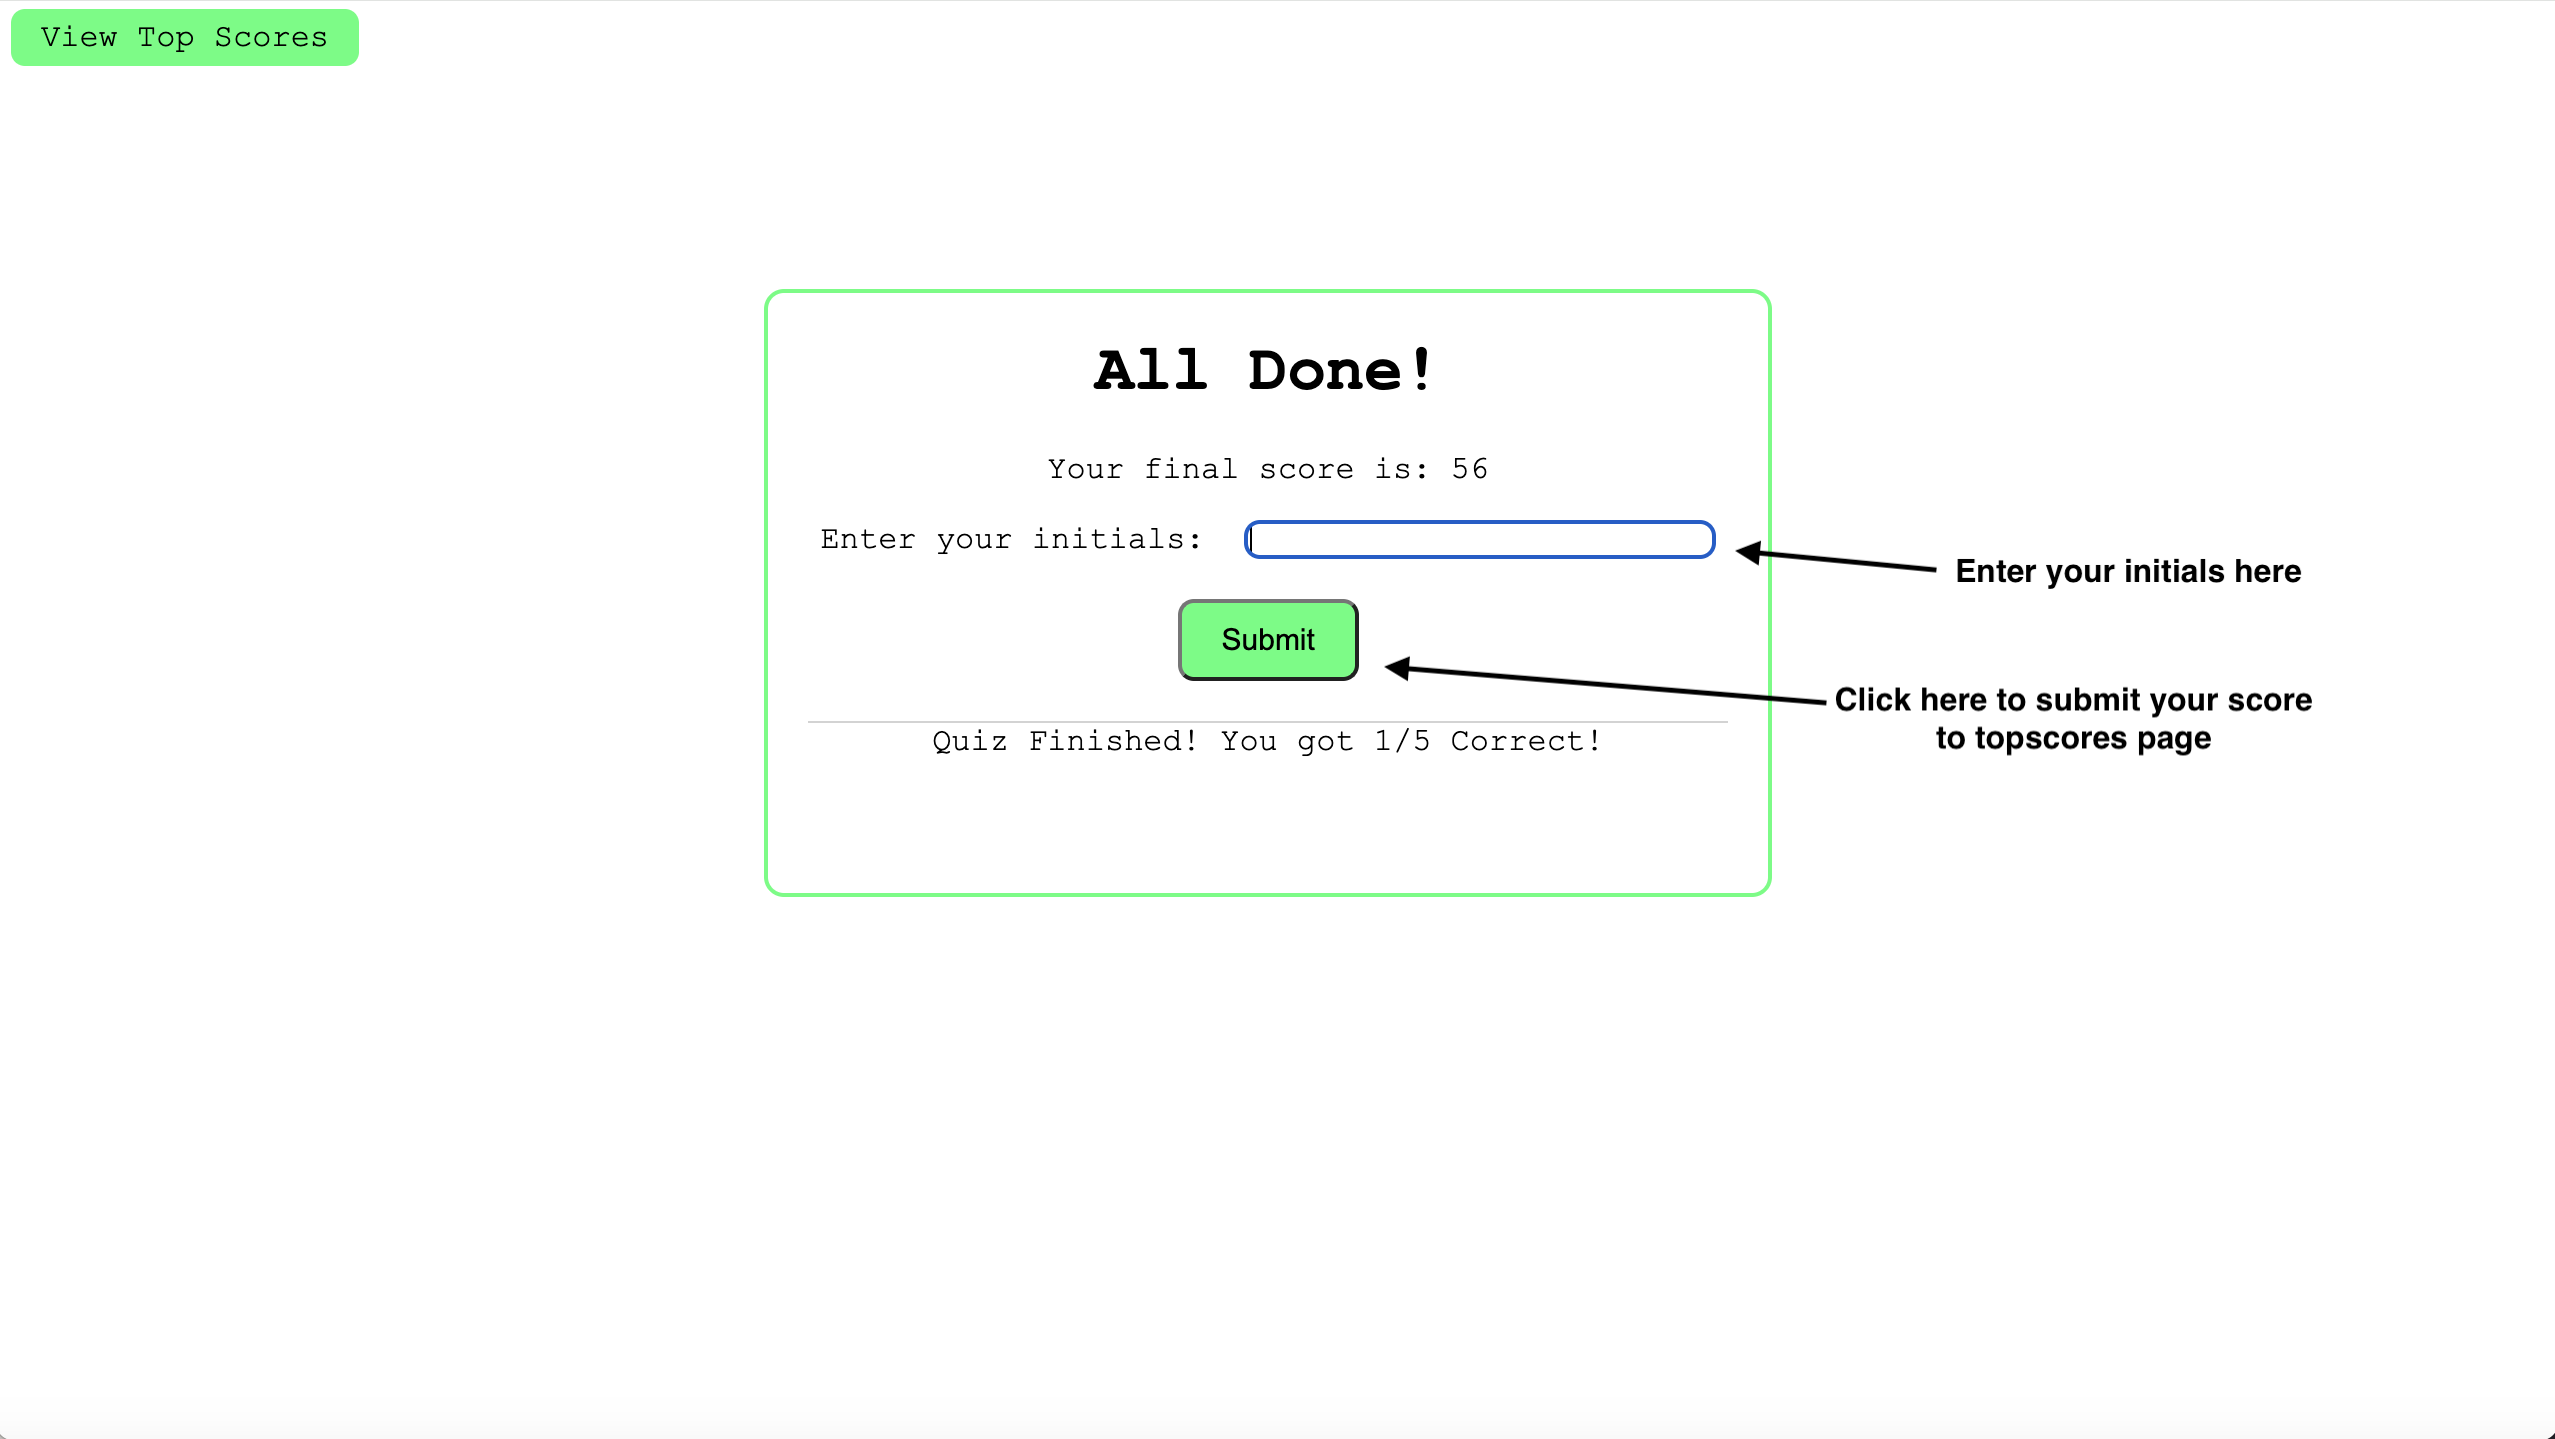 View Top Scores
All Done!
Your final score is: 56
Enter your initials:
Enter your initials here
Submit
Click here to submit your score
to topscores page
Quiz Finished! You got 1/5 Correct!